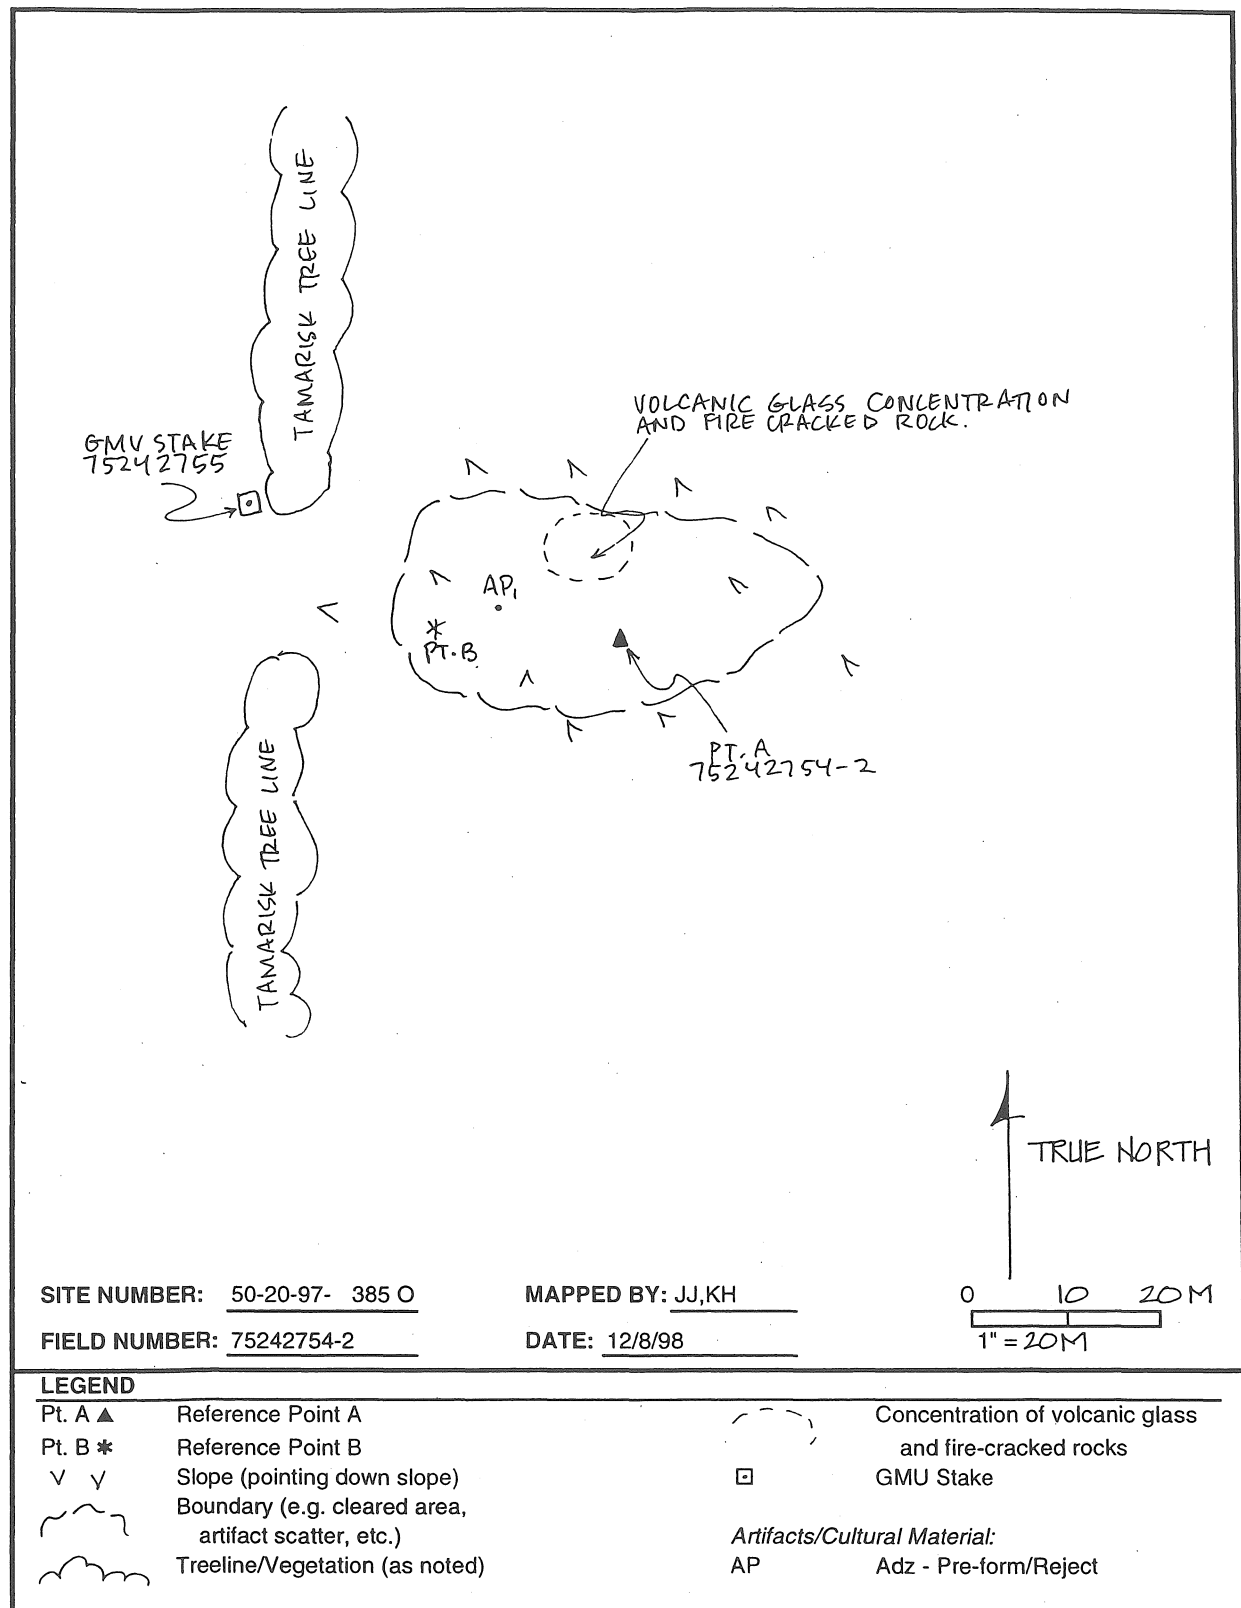 TAMARISK TREE LINE
VOLCANIC GLASS CONCENTRATION
AND FIRE CRACKED ROCK.
GMU STAKE
75242755
AP1
PT. B
PT. A
75242754-2
TAMARISK TREE LINE
TRUE NORTH
SITE NUMBER: 50-20-97- 385 0
MAPPED BY: JJ,KH
0 10 20 M
FIELD NUMBER: 75242754-2
DATE: 12/8/98
1" = 20M
LEGEND
Pt. A Reference Point A
Pt. B Reference Point B
Slope (pointing down slope)
Boundary (e.g. cleared area,
artifact scatter, etc.)
Treeline/Vegetation (as noted)
Concentration of volcanic glass
and fire-cracked rocks
GMU Stake
Artifacts/Cultural Material:
AP Adz - Pre-form/Reject